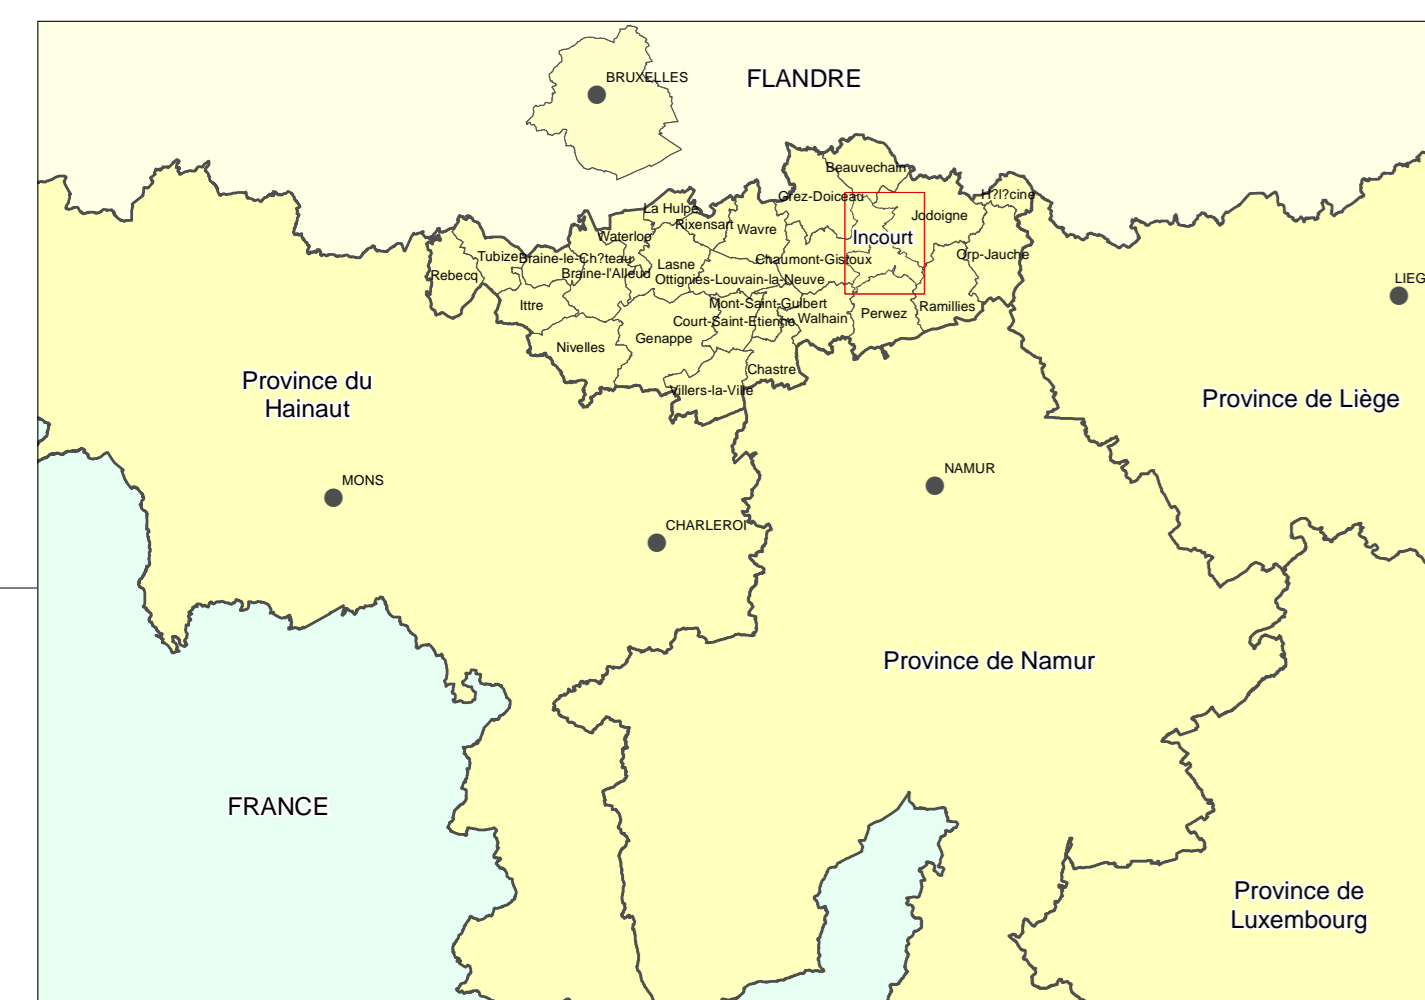 BRUXELLES
FLANDRE
Beauvechain
Grez-Doiceau
H?l?cine
La Hulpe
Jodoigne
Rixensart
Wavre
Waterloo
Incourt
Tubize
Braine-le-Ch?teau
Chaumont-Gistoux
Orp-Jauche
Rebecq
Lasne
Braine-l'Alleud
Ottignies-Louvain-la-Neuve
LIEG
Ittre
Mont-Saint-Guibert
Ramillies
Perwez
Court-Saint-Etienne
Walhain
Genappe
Nivelles
Chastre
Villers-la-Ville
Province du
Hainaut
Province de Liège
NAMUR
MONS
CHARLEROI
Province de Namur
FRANCE
Province de
Luxembourg